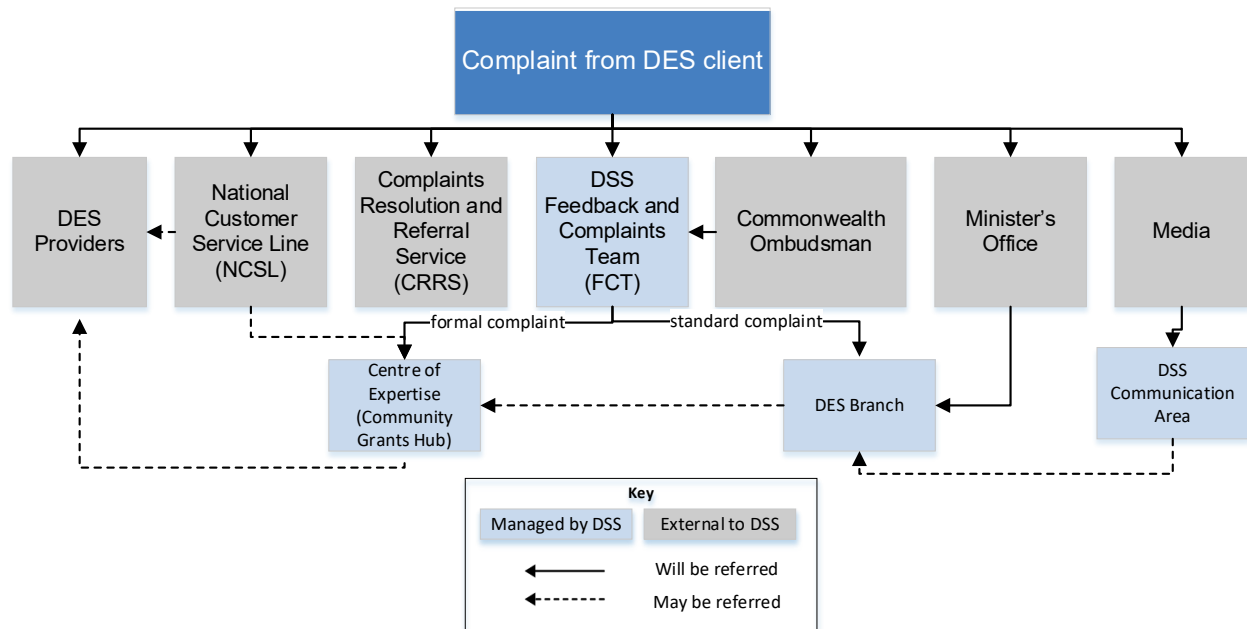 Complaint from DES client
DES
Providers
National
Customer
Service Line
(NCSL)
Complaints
Resolution and
Referral
Service
(CRRS)
DSS
Feedback and
Complaints
Team
(FCT)
Commonwealth
Ombudsman
Minister’s
Office
Media
formal complaint
standard complaint
Centre of
Expertise
(Community
Grants Hub)
DES Branch
DSS
Communication
Area
Key
Managed by DSS
External to DSS
Will be referred
May be referred